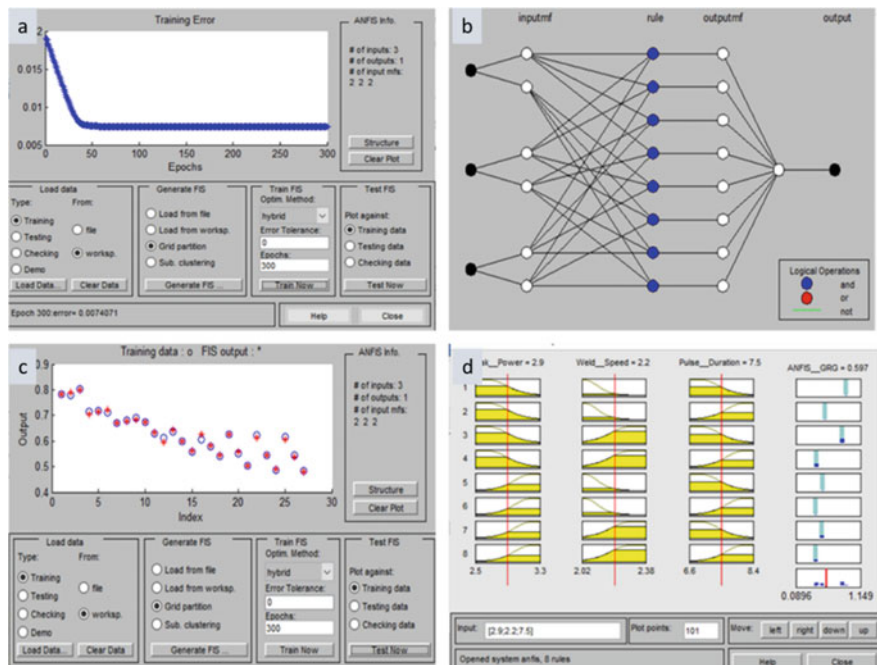 a
Training Error
0.015
0.01
0.005
0 50 100 150 200 250 300
Epochs
ANFIS Info.
# of inputs: 3
# of outputs: 1
# of input mfs:
2 2 2
Structure
Clear Plot
Load data
Type: From:
Training
Testing
Checking
Demo
file
worksp.
Load Data... Clear Data
Generate FIS
Load from file
Load from worksp.
Grid partition
Sub. clustering
Generate FIS ...
Train FIS
Optim. Method:
hybrid
Error Tolerance:
0
Epochs:
300
Train Now
Test FIS
Plot against:
Training data
Testing data
Checking data
Test Now
Epoch 300:error= 0.0074071
Help Close
b
inputmf rule outputmf output
Logical Operations
and
or
not
c
Training data : o FIS output : *
Output
0.9
0.8
0.7
0.6
0.5
0.4
0 5 10 15 20 25 30
Index
ANFIS Info.
# of inputs: 3
# of outputs: 1
# of input mfs:
2 2 2
Structure
Clear Plot
Load data
Type: From:
Training
Testing
Checking
Demo
file
worksp.
Load Data... Clear Data
Generate FIS
Load from file
Load from worksp.
Grid partition
Sub. clustering
Generate FIS ...
Train FIS
Optim. Method:
hybrid
Error Tolerance:
0
Epochs:
300
Train Now
Test FIS
Plot against:
Training data
Testing data
Checking data
Test Now
d
ak__Power = 2.9 Weld__Speed = 2.2 Pulse__Duration = 7.5 ANFIS__GRG = 0.597
1
2
3
4
5
6
7
8
2.5 3.3 2.02 2.38 6.6 8.4
0.0896 1.149
Input: [2.9;2.2;7.5] Plot points: 101 Move: left right down up
Opened system anfis, 8 rules
Help Close